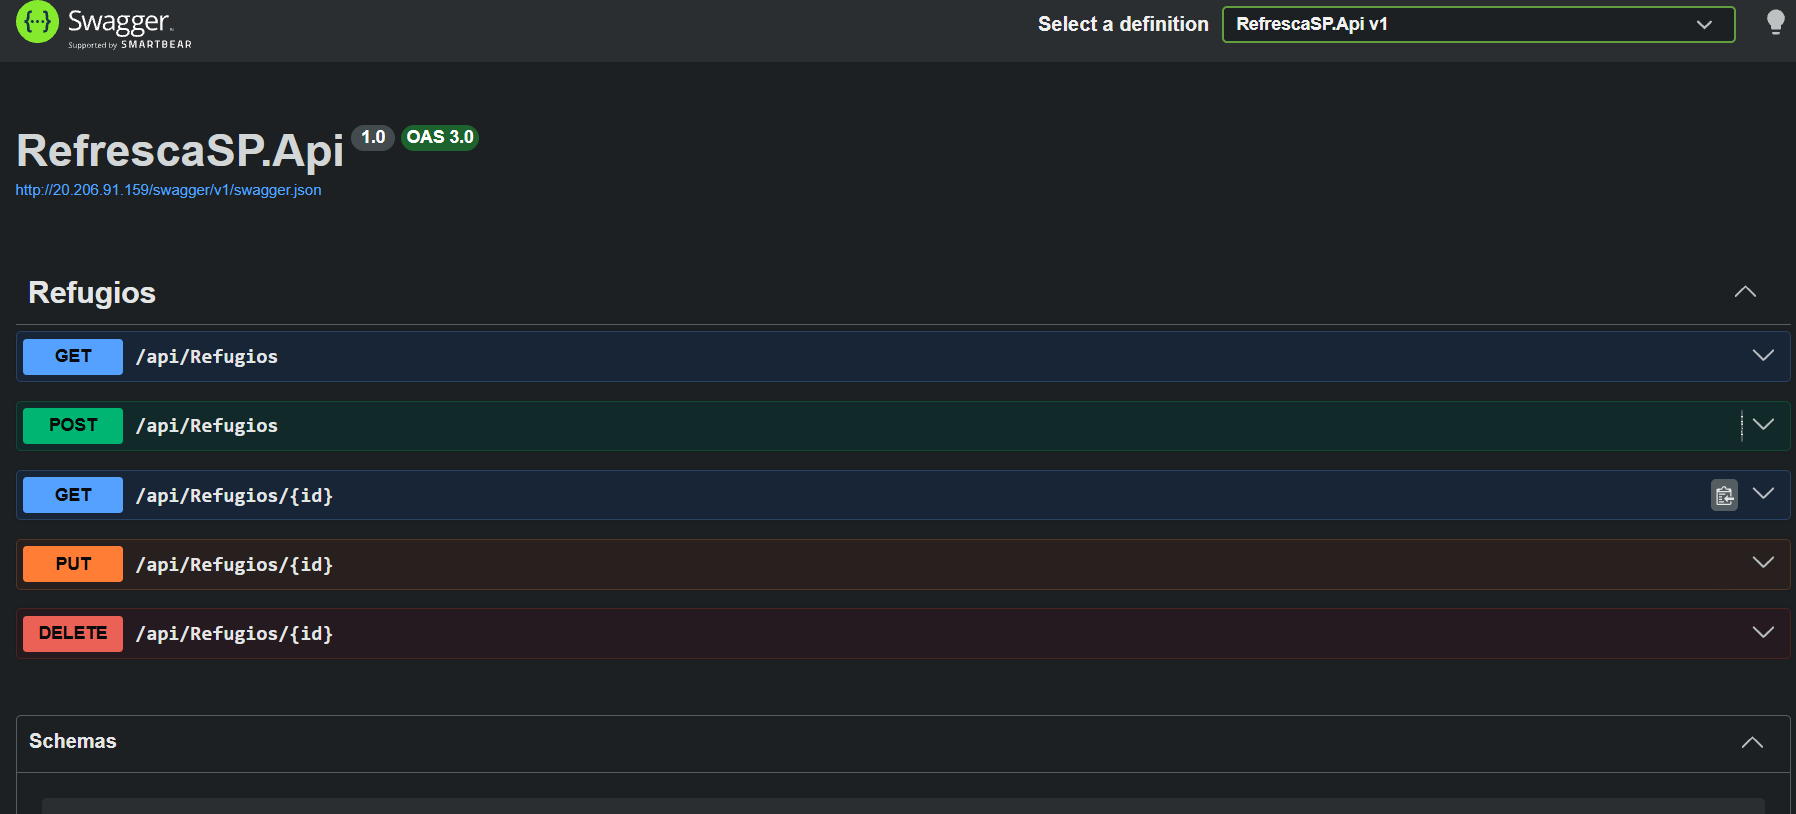 {···} Swagger
Supported by SMARTBEAR
Select a definition
RefrescaSP.Api v1
RefrescaSP.Api 1.0 OAS 3.0
http://20.206.91.159/swagger/v1/swagger.json
Refugios
GET /api/Refugios
POST /api/Refugios
GET /api/Refugios/{id}
PUT /api/Refugios/{id}
DELETE /api/Refugios/{id}
Schemas